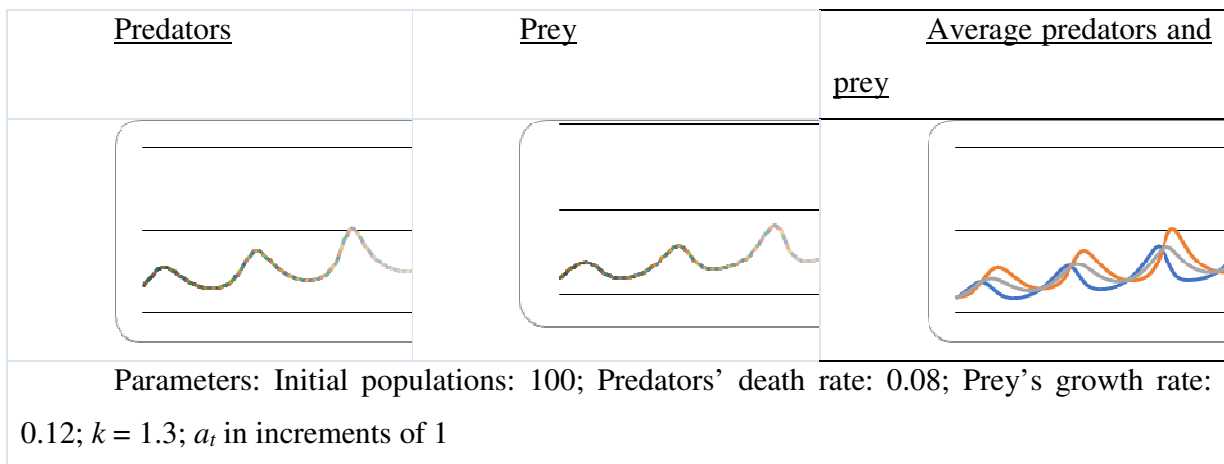 Predators Prey Average predators and
prey
Parameters: Initial populations: 100; Predators’ death rate: 0.08; Prey’s growth rate:
0.12; k = 1.3; at in increments of 1